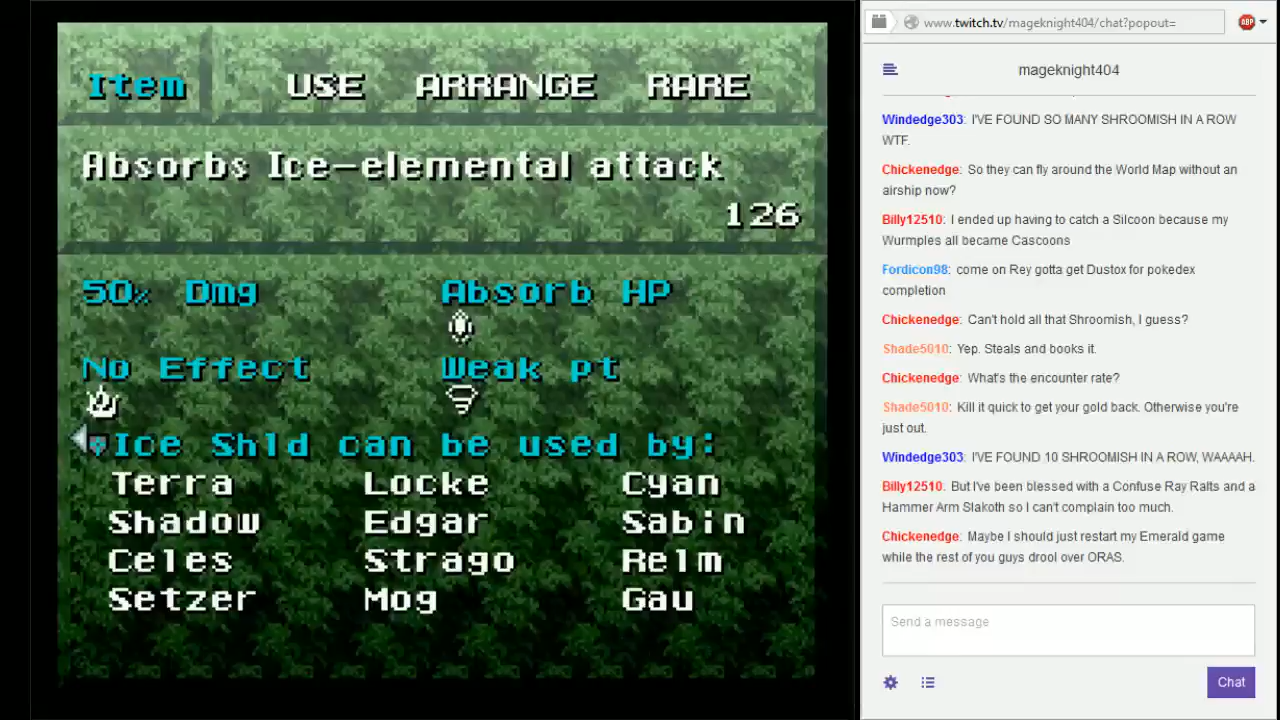 Item USE ARRANGE RARE
Absorbs Ice-elemental attack
126
50% Dmg Absorb HP
No Effect Weak pt
Ice Shld can be used by:
Terra Locke Cyan
Shadow Edgar Sabin
Celes Strago Relm
Setzer Mog Gau
www.twitch.tv/mageknight404/chat?popout=
ABP
mageknight404
Windedge303: I'VE FOUND SO MANY SHROOMISH IN A ROW
WTF.
Chickenedge: So they can fly around the World Map without an
airship now?
Billy12510: I ended up having to catch a Silcoon because my
Wurmples all became Cascoons
Fordicon98: come on Rey gotta get Dustox for pokedex
completion
Chickenedge: Can't hold all that Shroomish, I guess?
Shade5010: Yep. Steals and books it.
Chickenedge: What's the encounter rate?
Shade5010: Kill it quick to get your gold back. Otherwise you're
just out.
Windedge303: I'VE FOUND 10 SHROOMISH IN A ROW, WAAAAH.
Billy12510: But I've been blessed with a Confuse Ray Ralts and a
Hammer Arm Slakoth so I can't complain too much.
Chickenedge: Maybe I should just restart my Emerald game
while the rest of you guys drool over ORAS.
Send a message
Chat